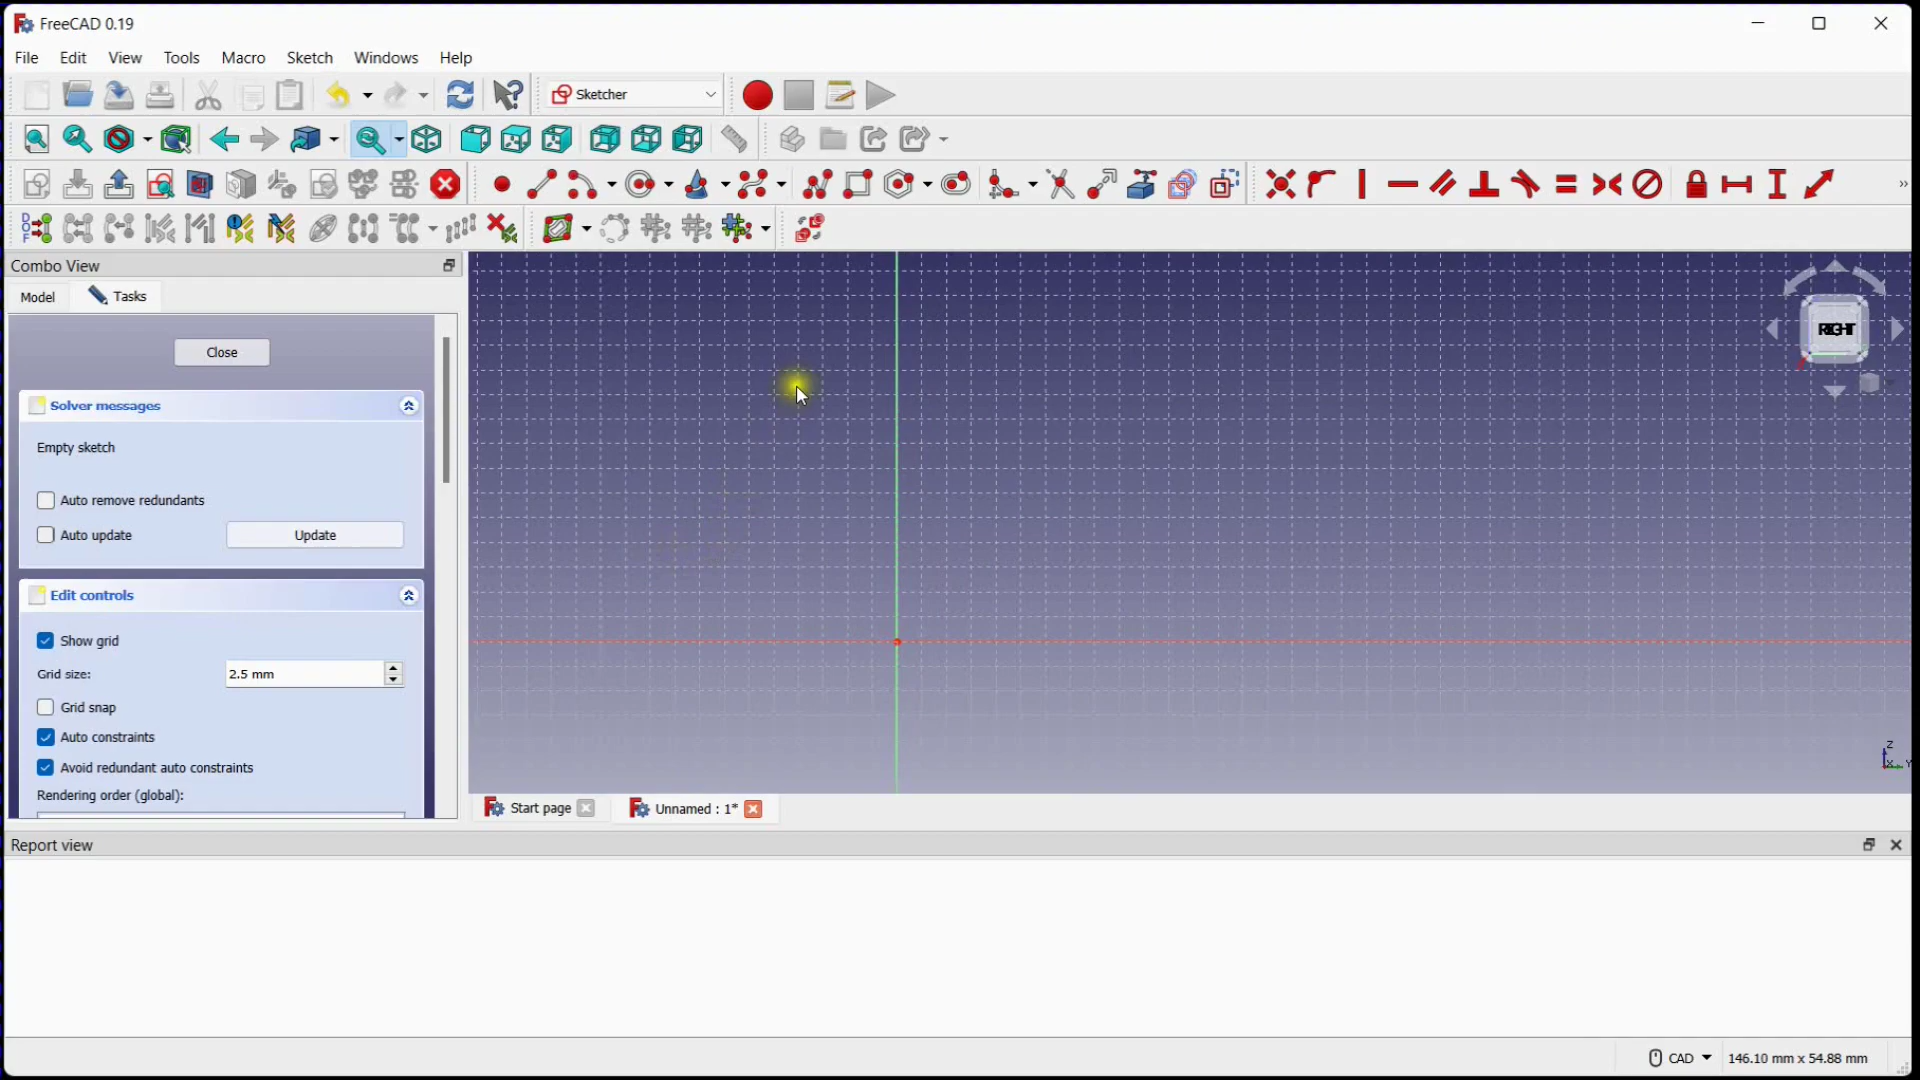 FreeCAD 0.19
File Edit View Tools Macro Sketch Windows Help
Sketcher
DOF
Combo View
Model Tasks
RIGHT
Close
Solver messages
Empty sketch
Auto remove redundants
Auto update Update
Edit controls
Show grid
Grid size: 2.5 mm
Grid snap
Auto constraints
Avoid redundant auto constraints
Rendering order (global):
Z
X Y
Start page Unnamed : 1*
Report view
CAD 146.10 mm x 54.88 mm